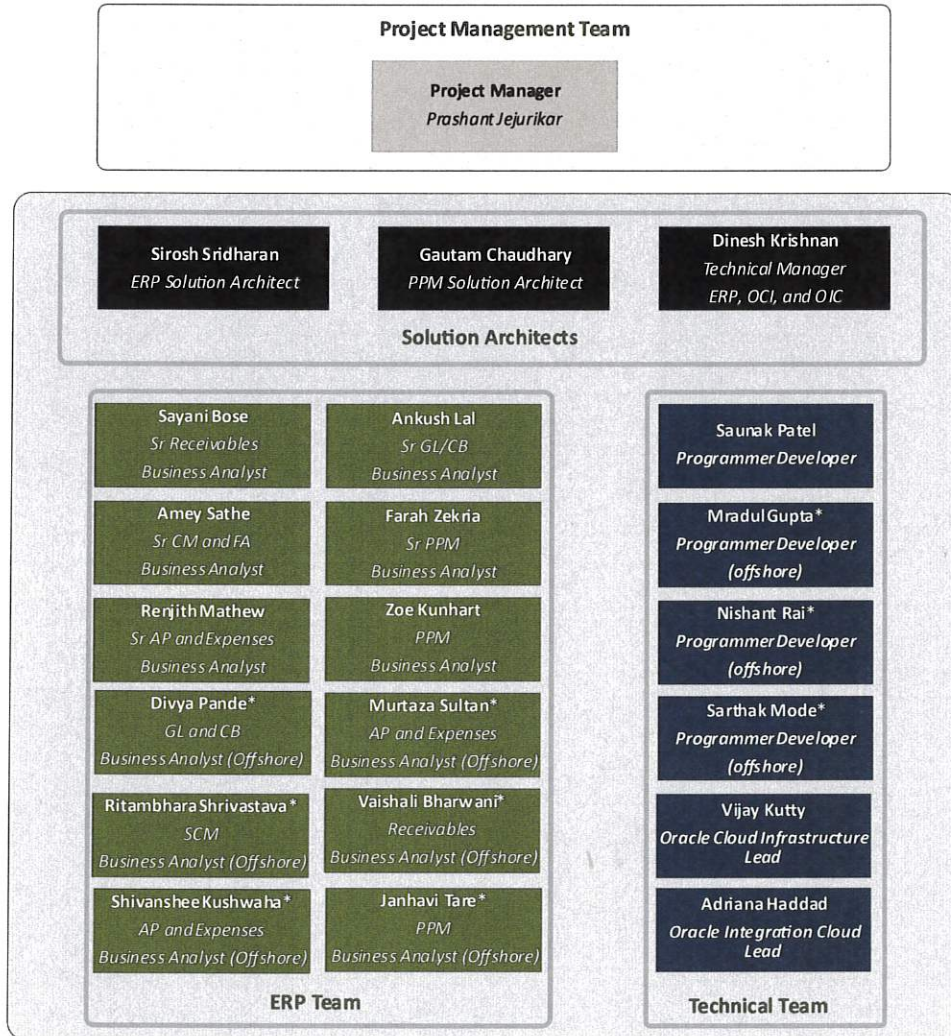 Project Management Team
Project Manager
Prashant Jejurikar
Sirosh Sridharan
ERP Solution Architect
Gautam Chaudhary
PPM Solution Architect
Dinesh Krishnan
Technical Manager
ERP, OCI, and OIC
Solution Architects
Sayani Bose
Sr Receivables
Business Analyst
Ankush Lal
Sr GL/CB
Business Analyst
Amey Sathe
Sr CM and FA
Business Analyst
Farah Zekria
Sr PPM
Business Analyst
Renjith Mathew
Sr AP and Expenses
Business Analyst
Zoe Kunhart
PPM
Business Analyst
Divya Pande*
GL and CB
Business Analyst (Offshore)
Murtaza Sultan*
AP and Expenses
Business Analyst (Offshore)
Ritambhara Shrivastava*
SCM
Business Analyst (Offshore)
Vaishali Bharwani*
Receivables
Business Analyst (Offshore)
Shivanshee Kushwaha*
AP and Expenses
Business Analyst (Offshore)
Janhavi Tare*
PPM
Business Analyst (Offshore)
ERP Team
Saunak Patel
Programmer Developer
Mradul Gupta*
Programmer Developer
(offshore)
Nishant Rai*
Programmer Developer
(offshore)
Sarthak Mode*
Programmer Developer
(offshore)
Vijay Kutty
Oracle Cloud Infrastructure
Lead
Adriana Haddad
Oracle Integration Cloud
Lead
Technical Team